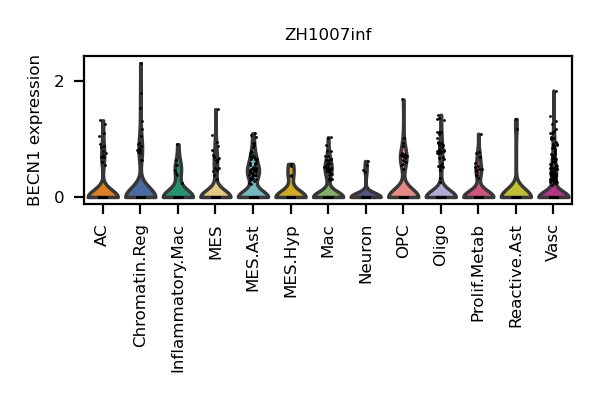 ZH1007inf
BECN1 expression
2
0
AC
Chromatin.Reg
Inflammatory.Mac
MES
MES.Ast
MES.Hyp
Mac
Neuron
OPC
Oligo
Prolif.Metab
Reactive.Ast
Vasc